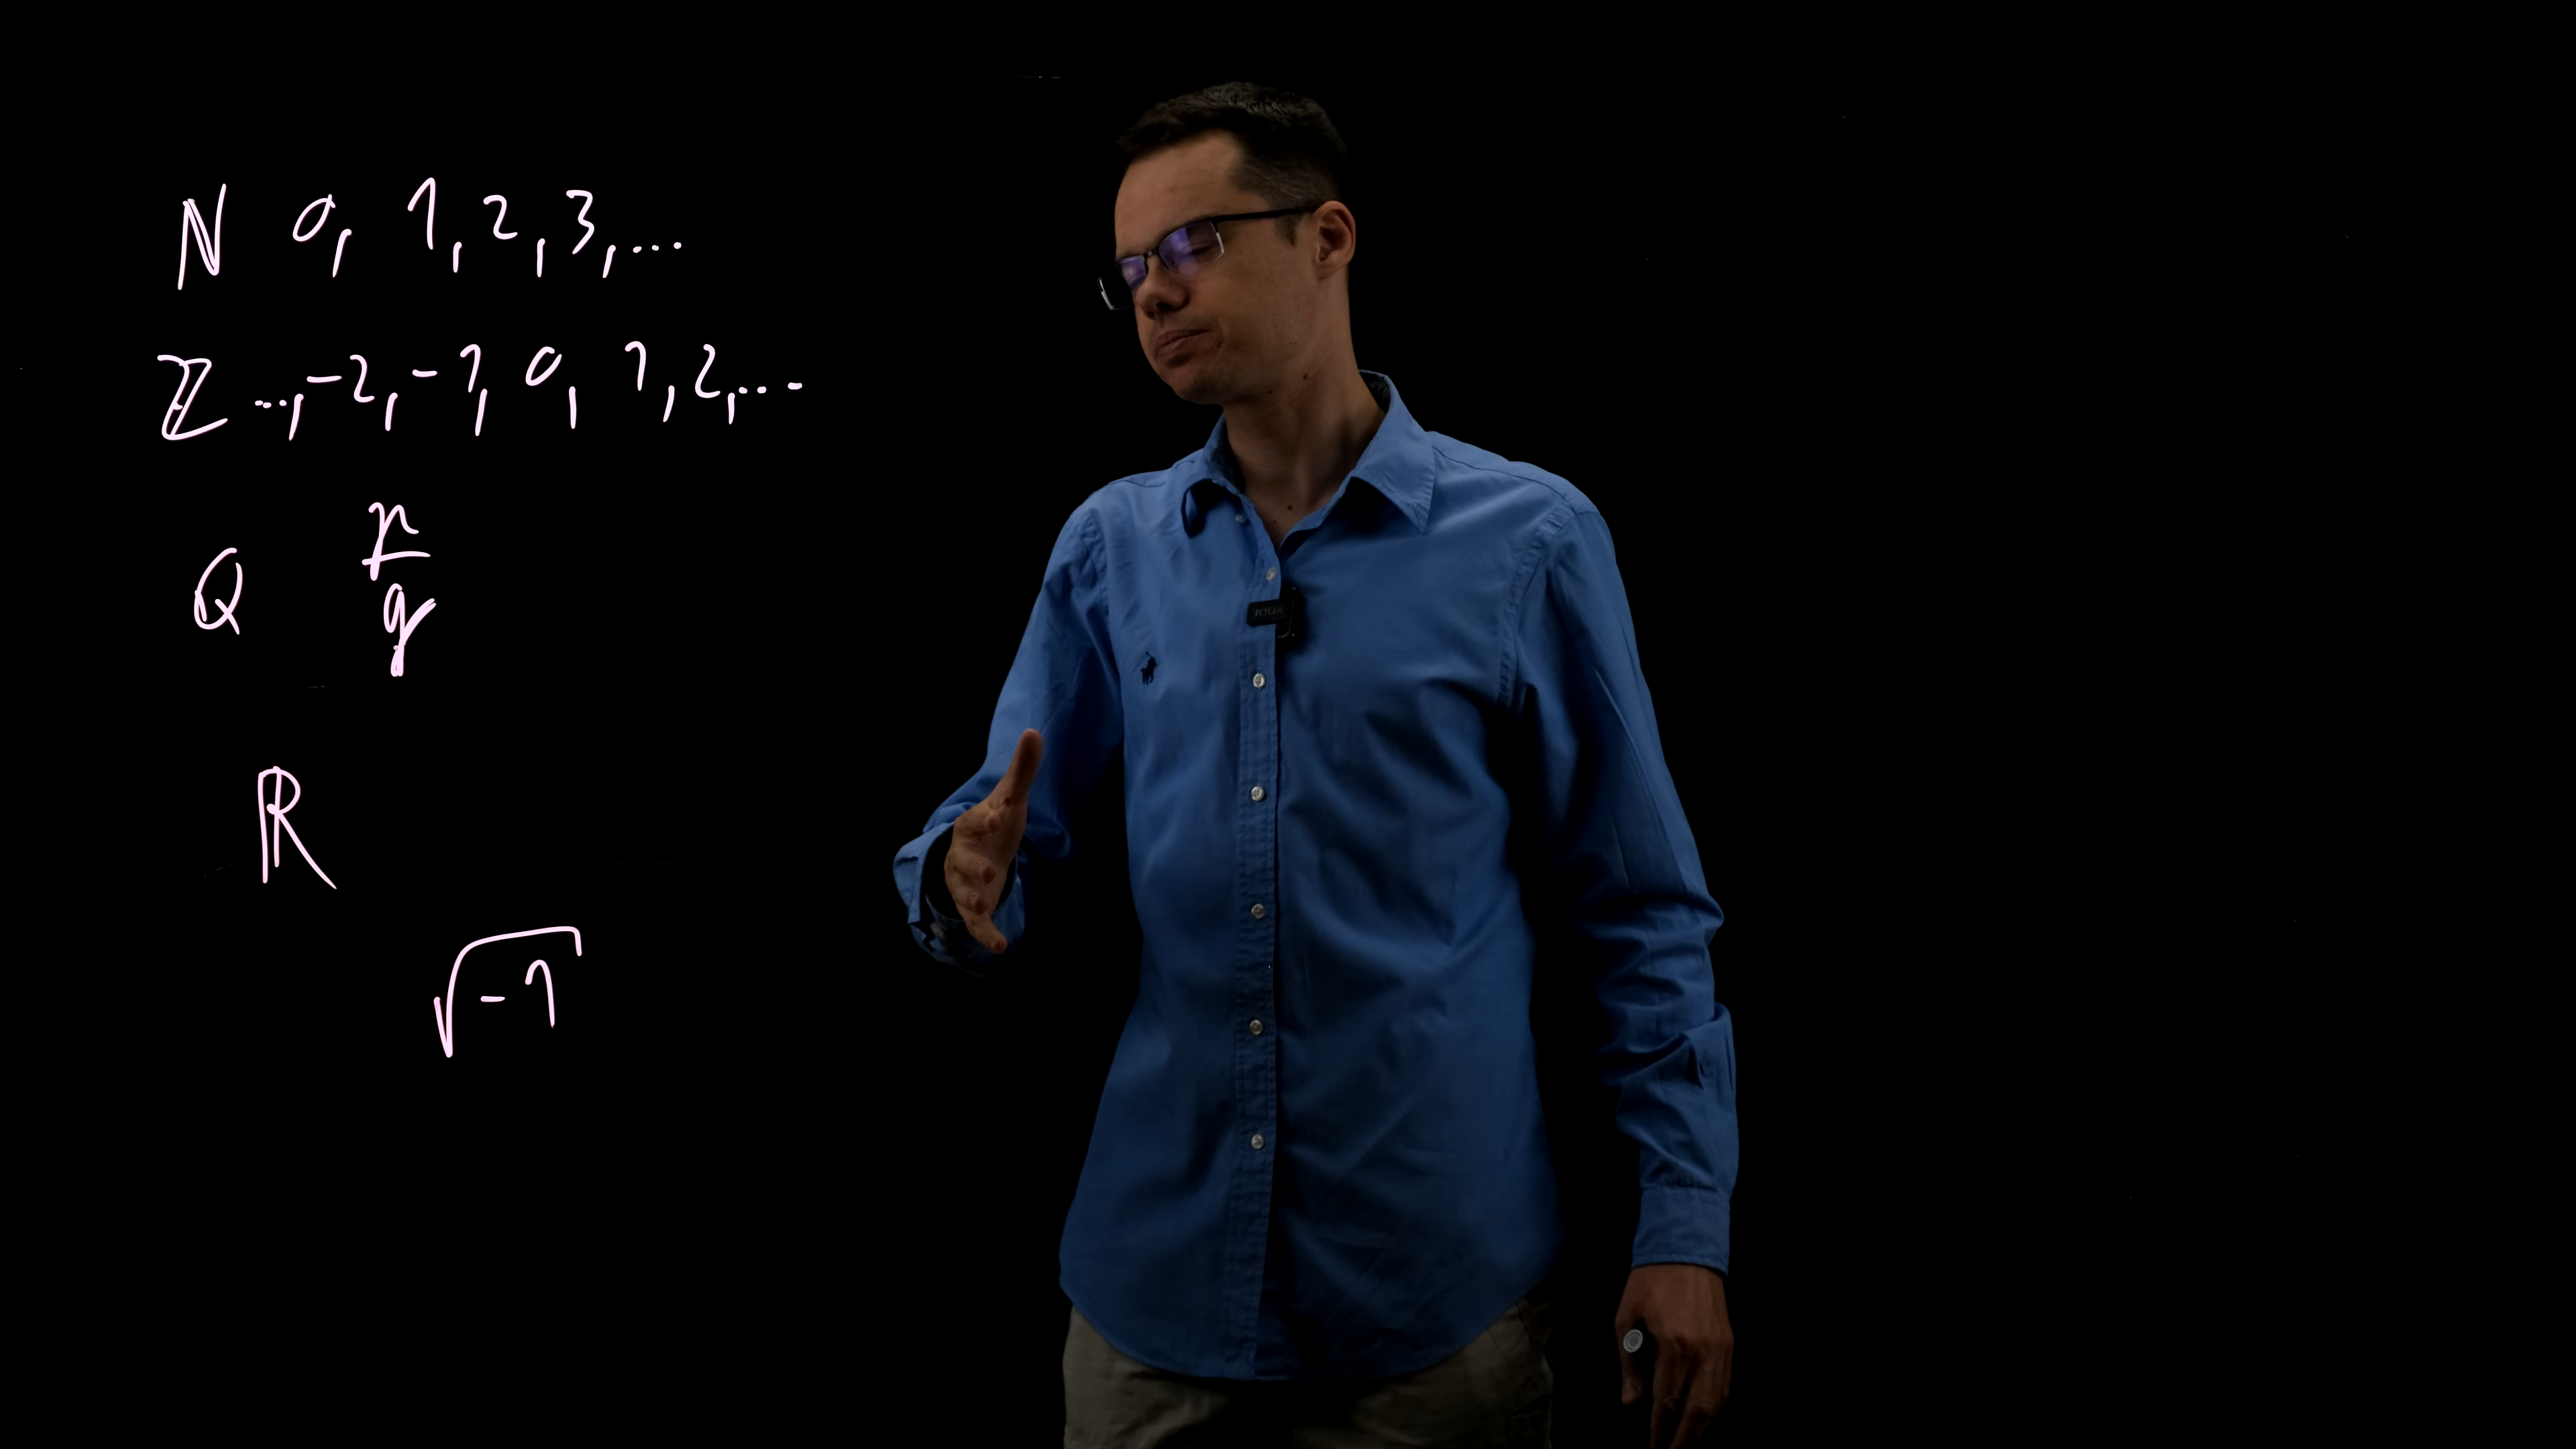 ℕ 0, 1, 2, 3, ...
ℤ ..., -2, -1, 0, 1, 2, ...
Q p/q
ℝ
√-1